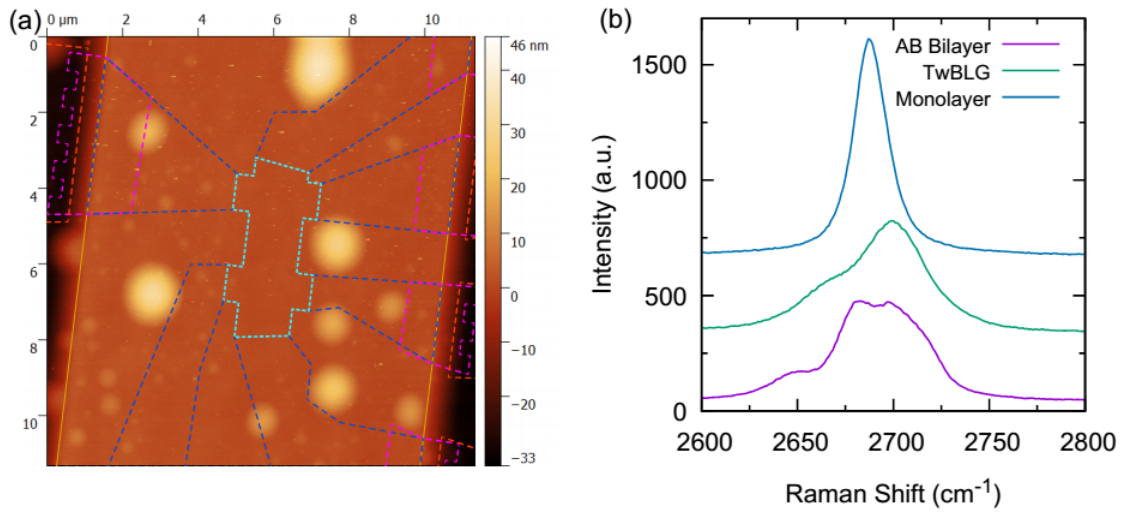 (a)
0 µm 2 4 6 8 10
0
2
4
6
8
10
46 nm
40
30
20
10
0
−10
−20
−33
(b)
AB Bilayer
TwBLG
Monolayer
1500
1000
500
0
Intensity (a.u.)
2600 2650 2700 2750 2800
Raman Shift (cm⁻¹)